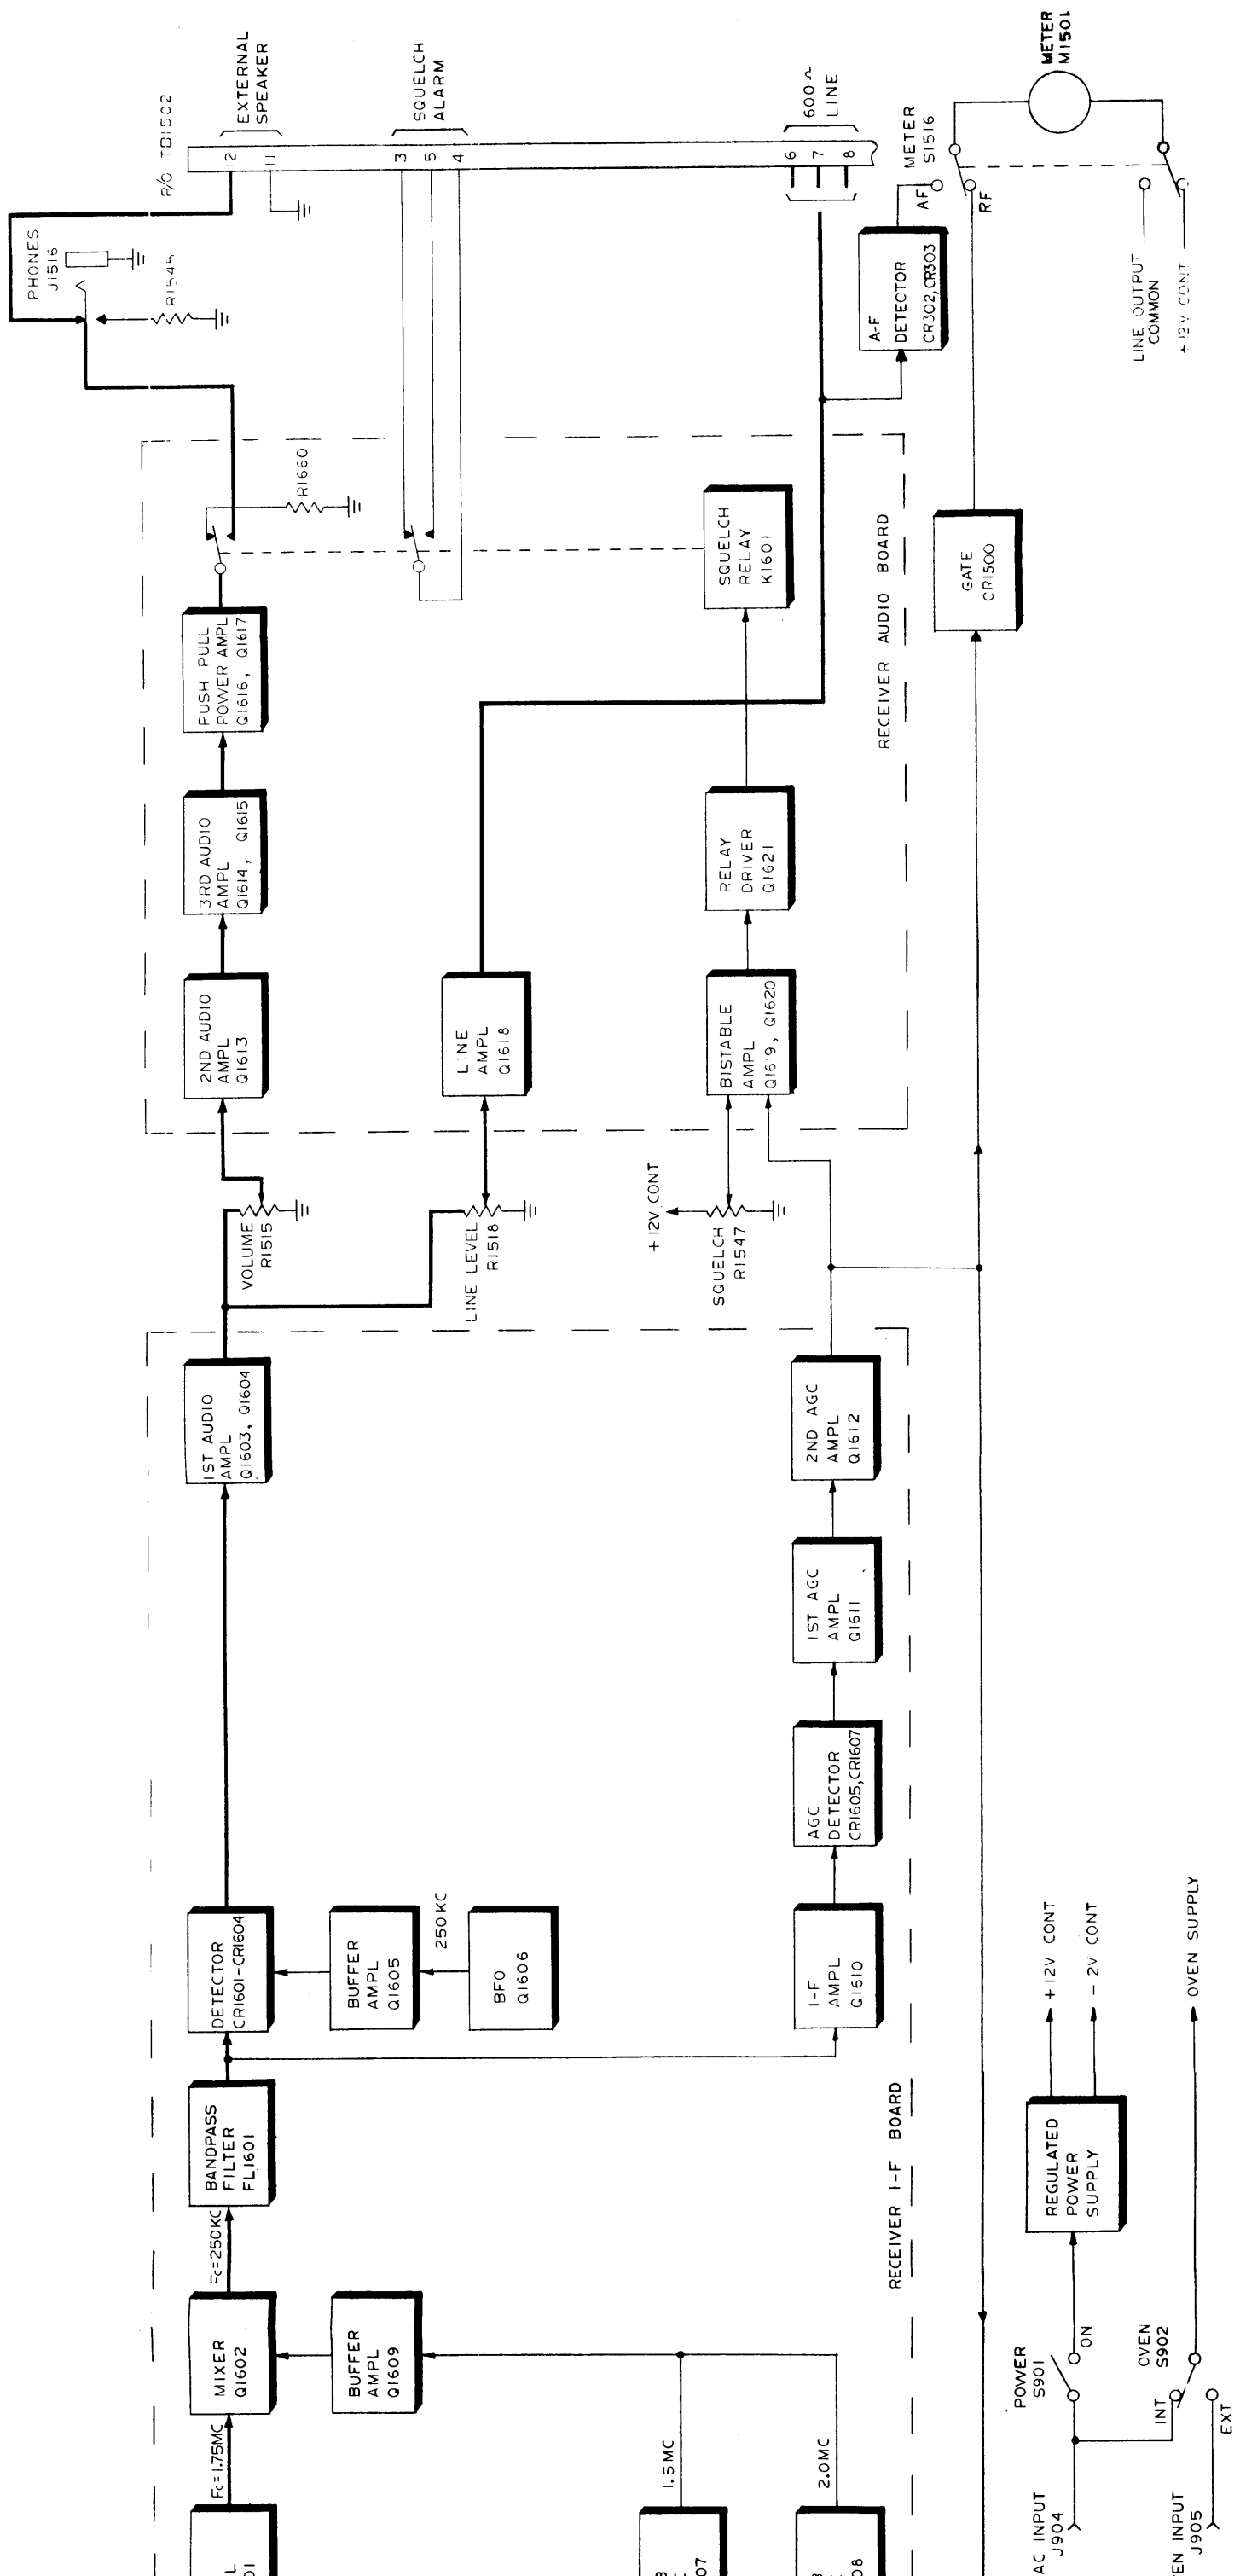 PHONES
J1516
R1545
P/O TB1502
12
11
EXTERNAL
SPEAKER
3
5
4
SQUELCH
ALARM
6
7
8
600~
LINE
METER
S1516
AF
RF
METER
M1501
A-F
DETECTOR
CR302,CR303
LINE OUTPUT
COMMON
+12V CONT
R1660
PUSH PULL
POWER AMPL
Q1616, Q1617
3RD AUDIO
AMPL
Q1614, Q1615
2ND AUDIO
AMPL
Q1613
LINE
AMPL
Q1618
SQUELCH
RELAY
K1601
RELAY
DRIVER
Q1621
BISTABLE
AMPL
Q1619, Q1620
RECEIVER AUDIO BOARD
GATE
CR1500
VOLUME
R1515
LINE LEVEL
R1518
+12V CONT
SQUELCH
R1547
1ST AUDIO
AMPL
Q1603, Q1604
2ND AGC
AMPL
Q1612
1ST AGC
AMPL
Q1611
AGC
DETECTOR
CR1605,CR1607
I-F
AMPL
Q1610
DETECTOR
CR1601-CR1604
BUFFER
AMPL
Q1605
250KC
BFO
Q1606
BANDPASS
FILTER
FL1601
Fc=250KC
MIXER
Q1602
BUFFER
AMPL
Q1609
Fc=1.75MC
1.5MC
2.0MC
RECEIVER I-F BOARD
+12V CONT
-12V CONT
OVEN SUPPLY
REGULATED
POWER
SUPPLY
POWER
S901
ON
OVEN
S902
INT
EXT
AC INPUT
J904
INPUT
J905